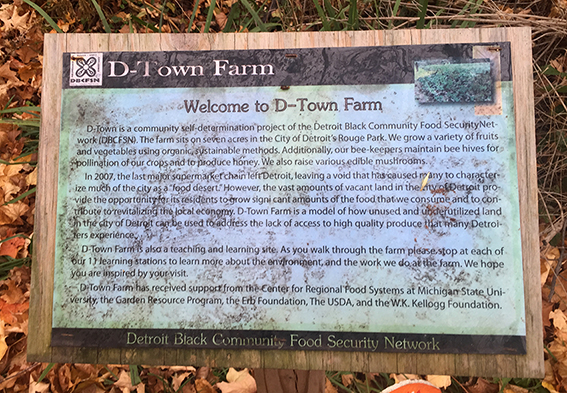 DBCFSN
D-Town Farm
Welcome to D-Town Farm
D-Town is a community self-determination project of the Detroit Black Community Food Security Net-
work (DBCFSN). The farm sits on seven acres in the City of Detroit's Rouge Park. We grow a variety of fruits
and vegetables using organic, sustainable methods. Additionally, our bee-keepers maintain bee hives for
pollination of our crops and to produce honey. We also raise various edible mushrooms.
In 2007, the last major supermarket chain left Detroit, leaving a void that has caused many to character-
ize much of the city as a "food desert." However, the vast amounts of vacant land in the city of Detroit pro-
vide the opportunity for its residents to grow signi cant amounts of the food that we consume and to con-
tribute to revitalizing the local economy. D-Town Farm is a model of how unused and underutilized land
in the city of Detroit can be used to address the lack of access to high quality produce that many Detroi-
ters experience.
D-Town Farm is also a teaching and learning site. As you walk through the farm please stop at each of
our 11 learning stations to learn more about the environment, and the work we do at the farm. We hope
you are inspired by your visit.
D-Town Farm has received support from the Center for Regional Food Systems at Michigan State Uni-
versity, the Garden Resource Program, the Erb Foundation, The USDA, and the W.K. Kellogg Foundation.
Detroit Black Community Food Security Network